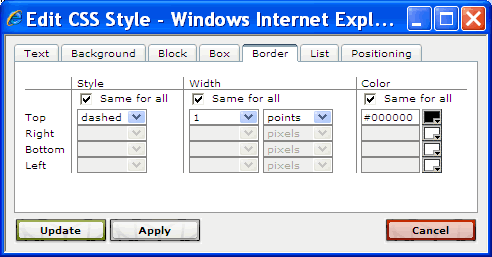 Edit CSS Style - Windows Internet Expl...
Text Background Block Box Border List Positioning
Style Width Color
Same for all Same for all Same for all
Top dashed 1 points #000000
Right pixels
Bottom pixels
Left pixels
Update Apply Cancel